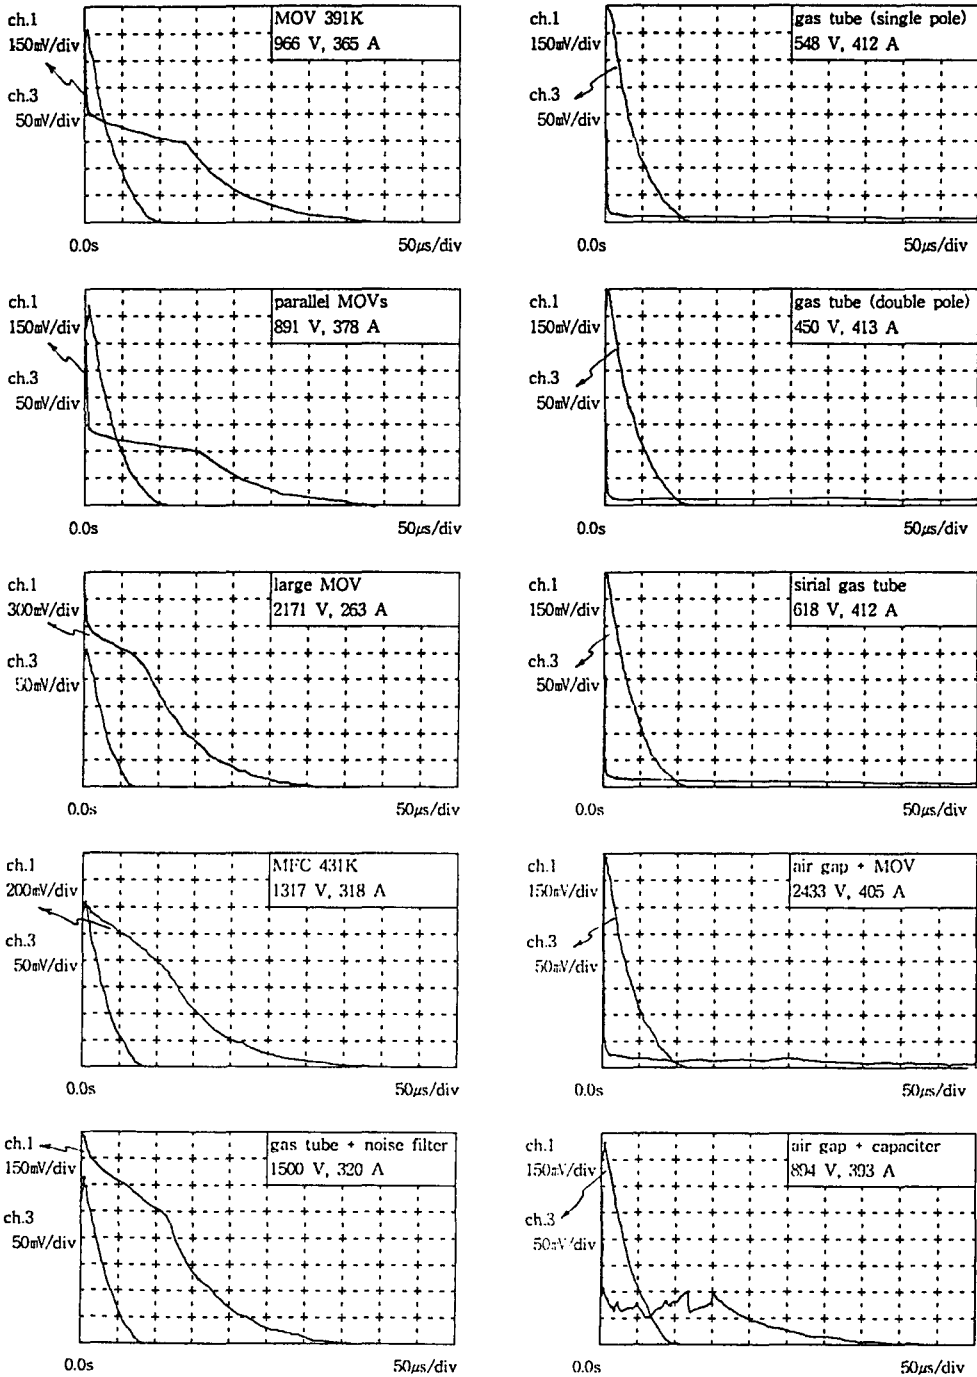 ch.1
150mV/div
ch.3
50mV/div
MOV 391K
966 V, 365 A
0.0s
50μs/div
ch.1
150mV/div
ch.3
50mV/div
gas tube (single pole)
548 V, 412 A
0.0s
50μs/div
ch.1
150mV/div
ch.3
50mV/div
parallel MOVs
891 V, 378 A
0.0s
50μs/div
ch.1
150mV/div
ch.3
50mV/div
gas tube (double pole)
450 V, 413 A
0.0s
50μs/div
ch.1
300mV/div
ch.3
50mV/div
large MOV
2171 V, 263 A
0.0s
50μs/div
ch.1
150mV/div
ch.3
50mV/div
sirial gas tube
618 V, 412 A
0.0s
50μs/div
ch.1
200mV/div
ch.3
50mV/div
MFC 431K
1317 V, 318 A
0.0s
50μs/div
ch.1
150mV/div
ch.3
50mV/div
air gap + MOV
2433 V, 405 A
0.0s
50μs/div
ch.1
150mV/div
ch.3
50mV/div
gas tube + noise filter
1500 V, 320 A
0.0s
50μs/div
ch.1
150mV/div
ch.3
50mV/div
air gap + capaciter
894 V, 393 A
0.0s
50μs/div